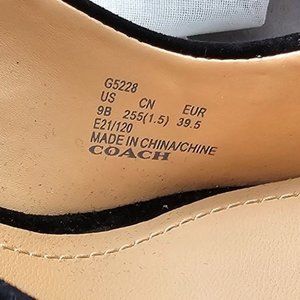 G5228
US CN EUR
9B 255(1.5) 39.5
E21/120
MADE IN CHINA/CHINE
COACH